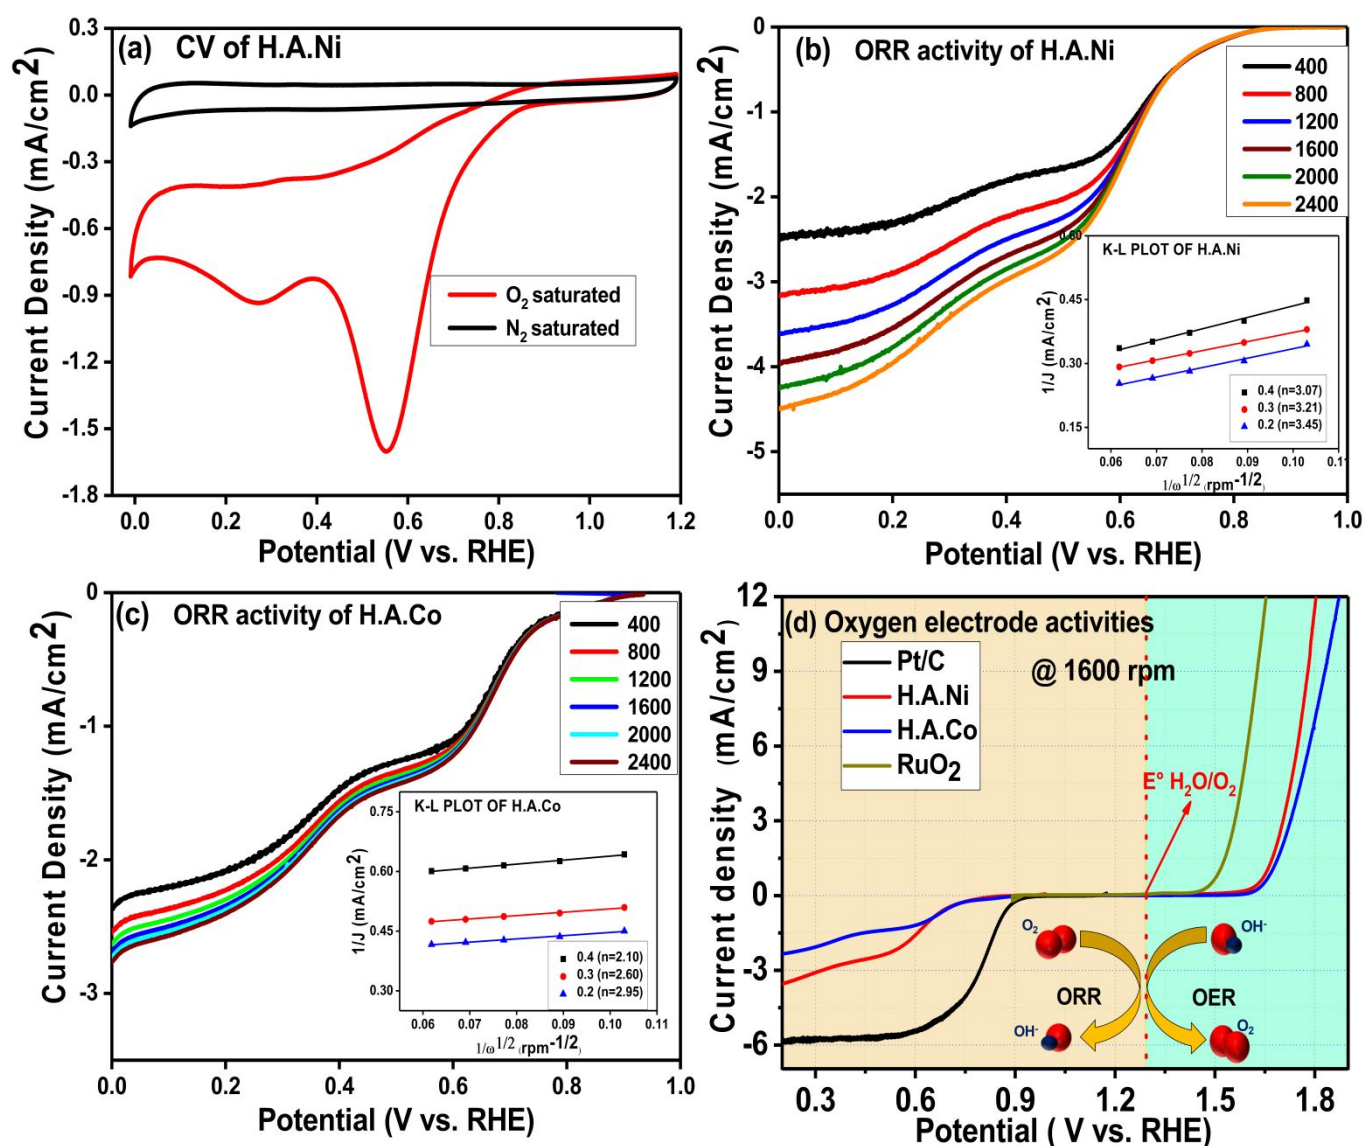 (a) CV of H.A.Ni
Current Density (mA/cm2)
0.3
0.0
-0.3
-0.6
-0.9
-1.2
-1.5
-1.8
O2 saturated
N2 saturated
0.0 0.2 0.4 0.6 0.8 1.0 1.2
Potential (V vs. RHE)
(b) ORR activity of H.A.Ni
Current Density (mA/cm2)
0
-1
-2
-3
-4
-5
400
800
1200
1600
2000
2400
K-L PLOT OF H.A.Ni
1/J (mA/cm2)
0.60
0.45
0.30
0.15
0.4 (n=3.07)
0.3 (n=3.21)
0.2 (n=3.45)
0.06 0.07 0.08 0.09 0.10 0.11
1/ω1/2 (rpm-1/2)
0.0 0.2 0.4 0.6 0.8 1.0
Potential (V vs. RHE)
(c) ORR activity of H.A.Co
Current Density (mA/cm2)
0
-1
-2
-3
400
800
1200
1600
2000
2400
K-L PLOT OF H.A.Co
1/J (mA/cm2)
0.60
0.45
0.30
0.4 (n=2.10)
0.3 (n=2.60)
0.2 (n=2.95)
0.06 0.07 0.08 0.09 0.10 0.11
1/ω1/2 (rpm-1/2)
0.0 0.2 0.4 0.6 0.8 1.0
Potential (V vs. RHE)
(d) Oxygen electrode activities
@ 1600 rpm
Current density (mA/cm2)
12
9
6
3
0
-3
-6
Pt/C
H.A.Ni
H.A.Co
RuO2
E° H2O/O2
O2
OH-
ORR
OER
OH-
O2
0.3 0.6 0.9 1.2 1.5 1.8
Potential ( V vs. RHE)